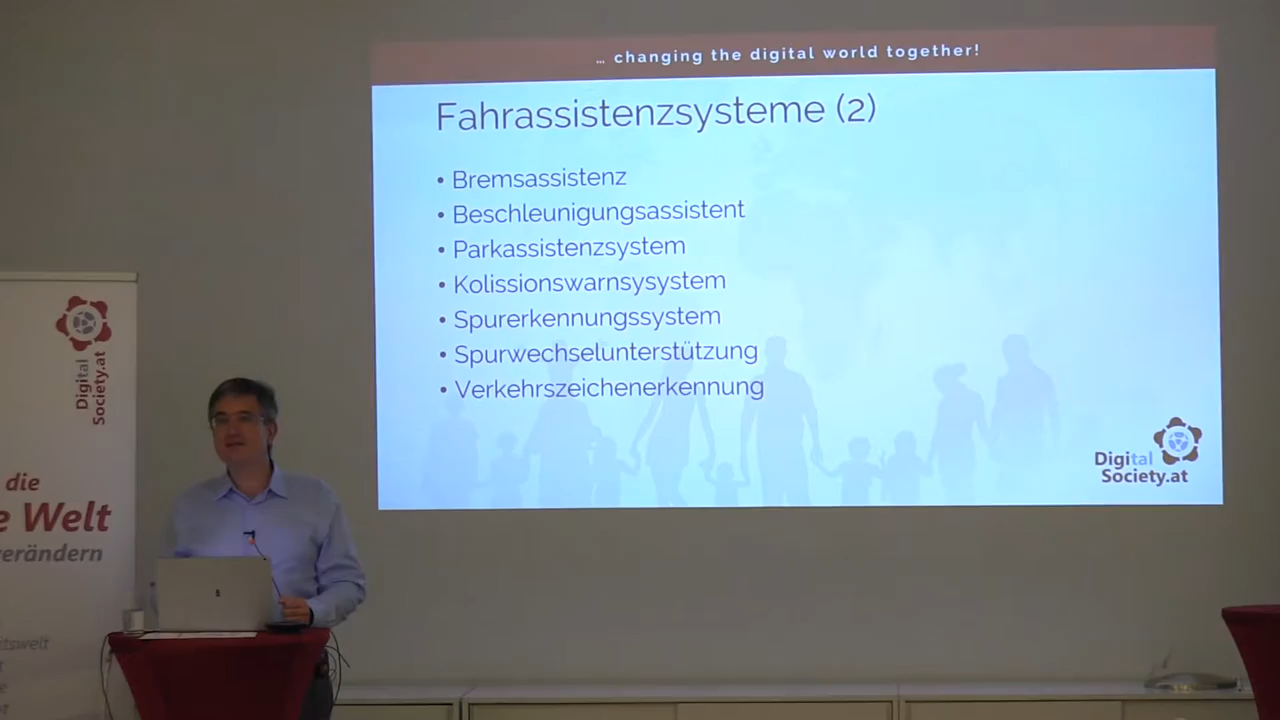 … changing the digital world together!
Fahrassistenzsysteme (2)
• Bremsassistenz
• Beschleunigungsassistent
• Parkassistenzsystem
• Kolissionswarnsysystem
• Spurerkennungssystem
• Spurwechselunterstützung
• Verkehrszeichenerkennung
Digital
Society.at
Digital
Society.at
die
e Welt
verändern